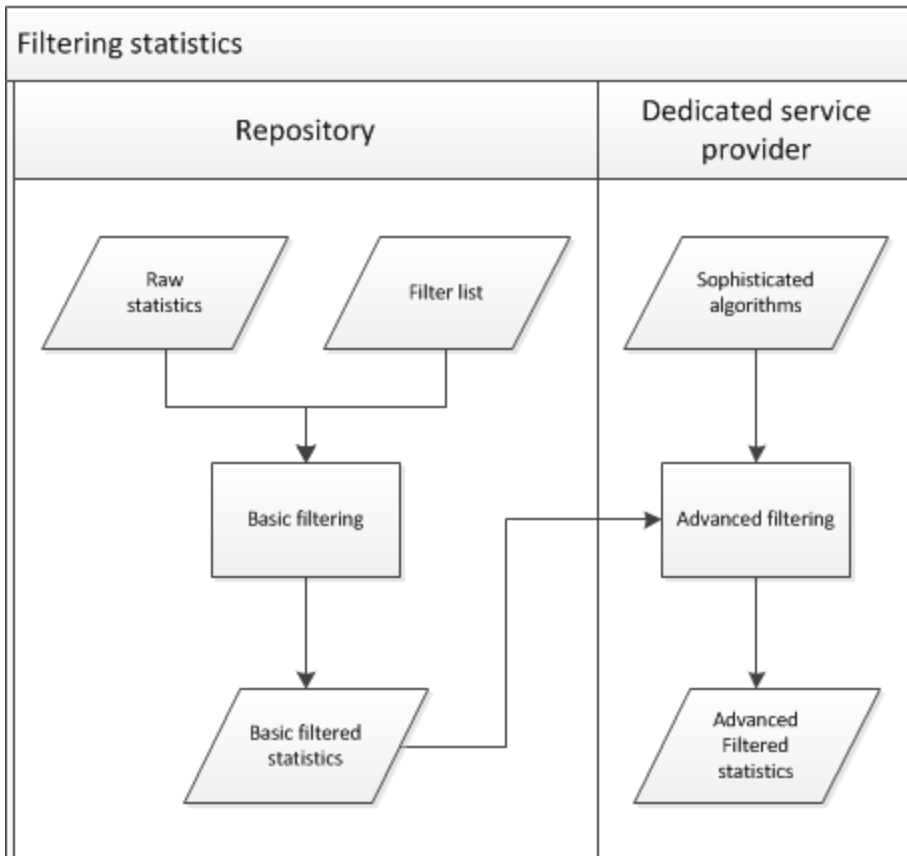 Filtering statistics
Repository
Dedicated service
provider
Raw
statistics
Filter list
Sophisticated
algorithms
Basic filtering
Advanced filtering
Basic filtered
statistics
Advanced
Filtered
statistics